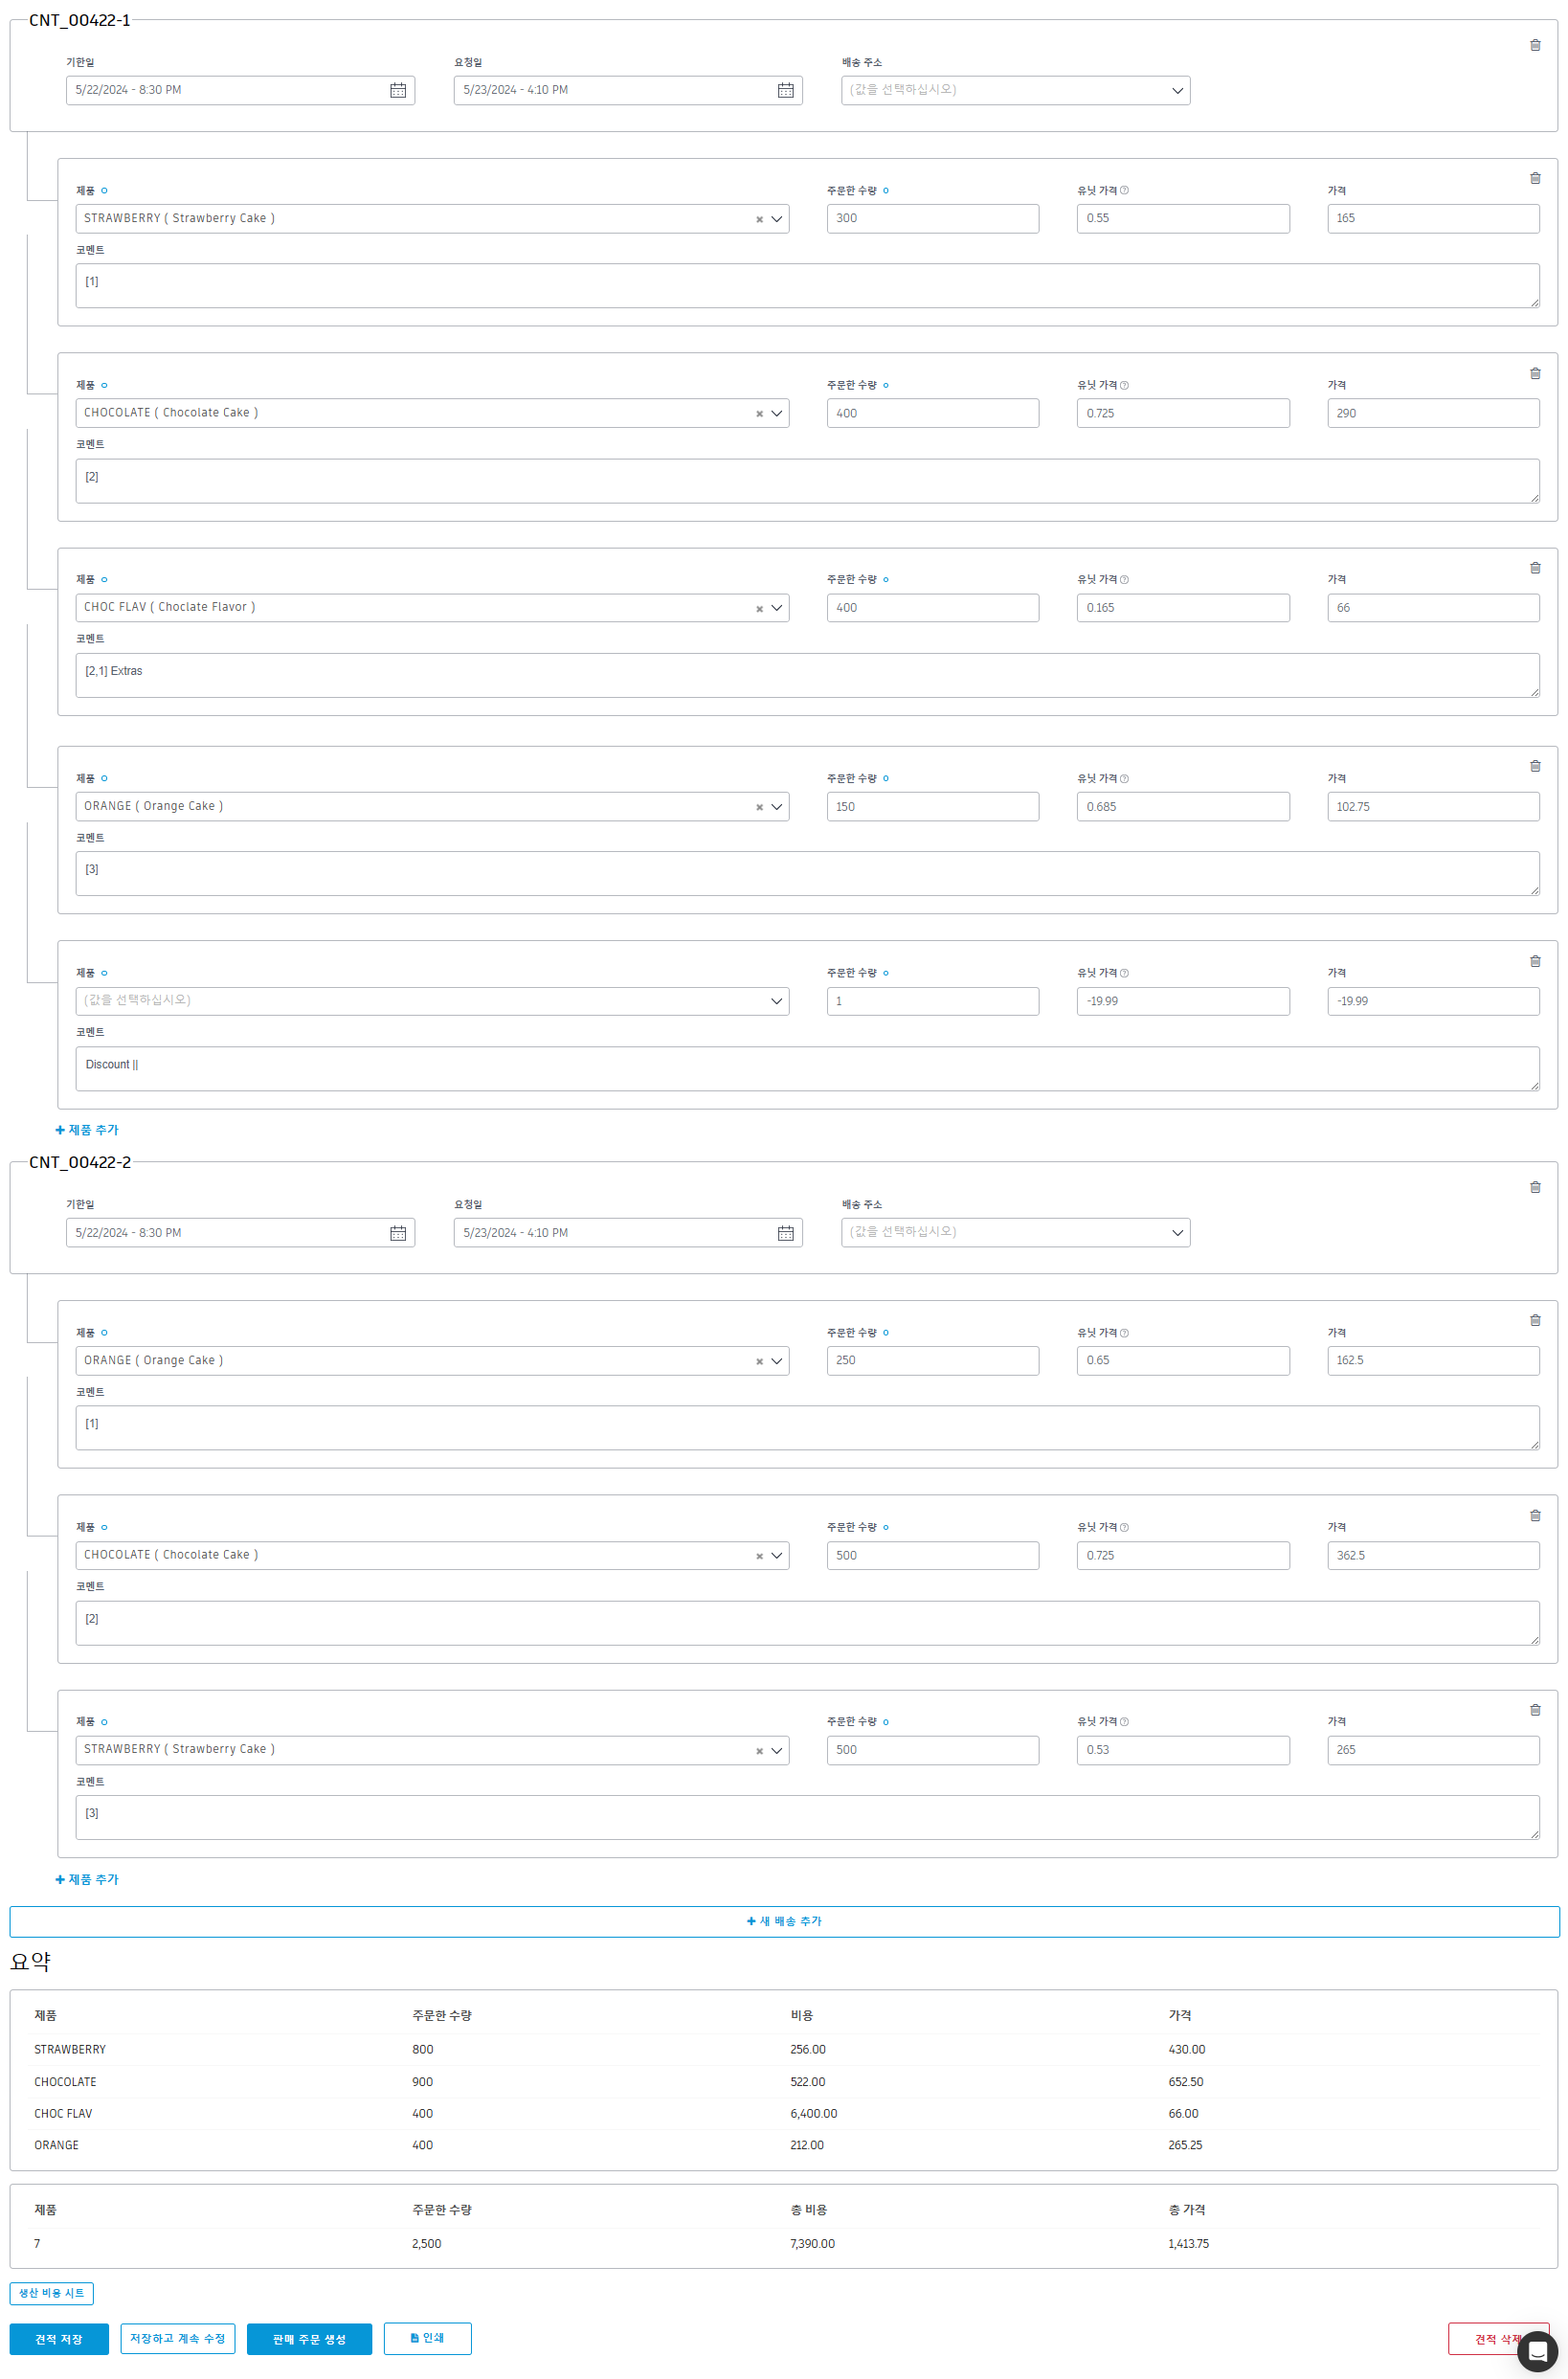 CNT_00422-1
기한일 요청일 배송 주소
5/22/2024 - 8:30 PM 5/23/2024 - 4:10 PM (값을 선택하십시오)
제품 주문한 수량 유닛 가격 가격
STRAWBERRY ( Strawberry Cake ) 300 0.55 165
코멘트
[1]
제품 주문한 수량 유닛 가격 가격
CHOCOLATE ( Chocolate Cake ) 400 0.725 290
코멘트
[2]
제품 주문한 수량 유닛 가격 가격
CHOC FLAV ( Choclate Flavor ) 400 0.165 66
코멘트
[2,1] Extras
제품 주문한 수량 유닛 가격 가격
ORANGE ( Orange Cake ) 150 0.685 102.75
코멘트
[3]
제품 주문한 수량 유닛 가격 가격
(값을 선택하십시오) 1 -19.99 -19.99
코멘트
Discount ||
+ 제품 추가
CNT_00422-2
기한일 요청일 배송 주소
5/22/2024 - 8:30 PM 5/23/2024 - 4:10 PM (값을 선택하십시오)
제품 주문한 수량 유닛 가격 가격
ORANGE ( Orange Cake ) 250 0.65 162.5
코멘트
[1]
제품 주문한 수량 유닛 가격 가격
CHOCOLATE ( Chocolate Cake ) 500 0.725 362.5
코멘트
[2]
제품 주문한 수량 유닛 가격 가격
STRAWBERRY ( Strawberry Cake ) 500 0.53 265
코멘트
[3]
+ 제품 추가
+ 새 배송 추가
요약
제품 주문한 수량 비용 가격
STRAWBERRY 800 256.00 430.00
CHOCOLATE 900 522.00 652.50
CHOC FLAV 400 6,400.00 66.00
ORANGE 400 212.00 265.25
제품 주문한 수량 총 비용 총 가격
7 2,500 7,390.00 1,413.75
생산 비용 시트
견적 저장 저장하고 계속 수정 판매 주문 생성 인쇄 견적 삭제